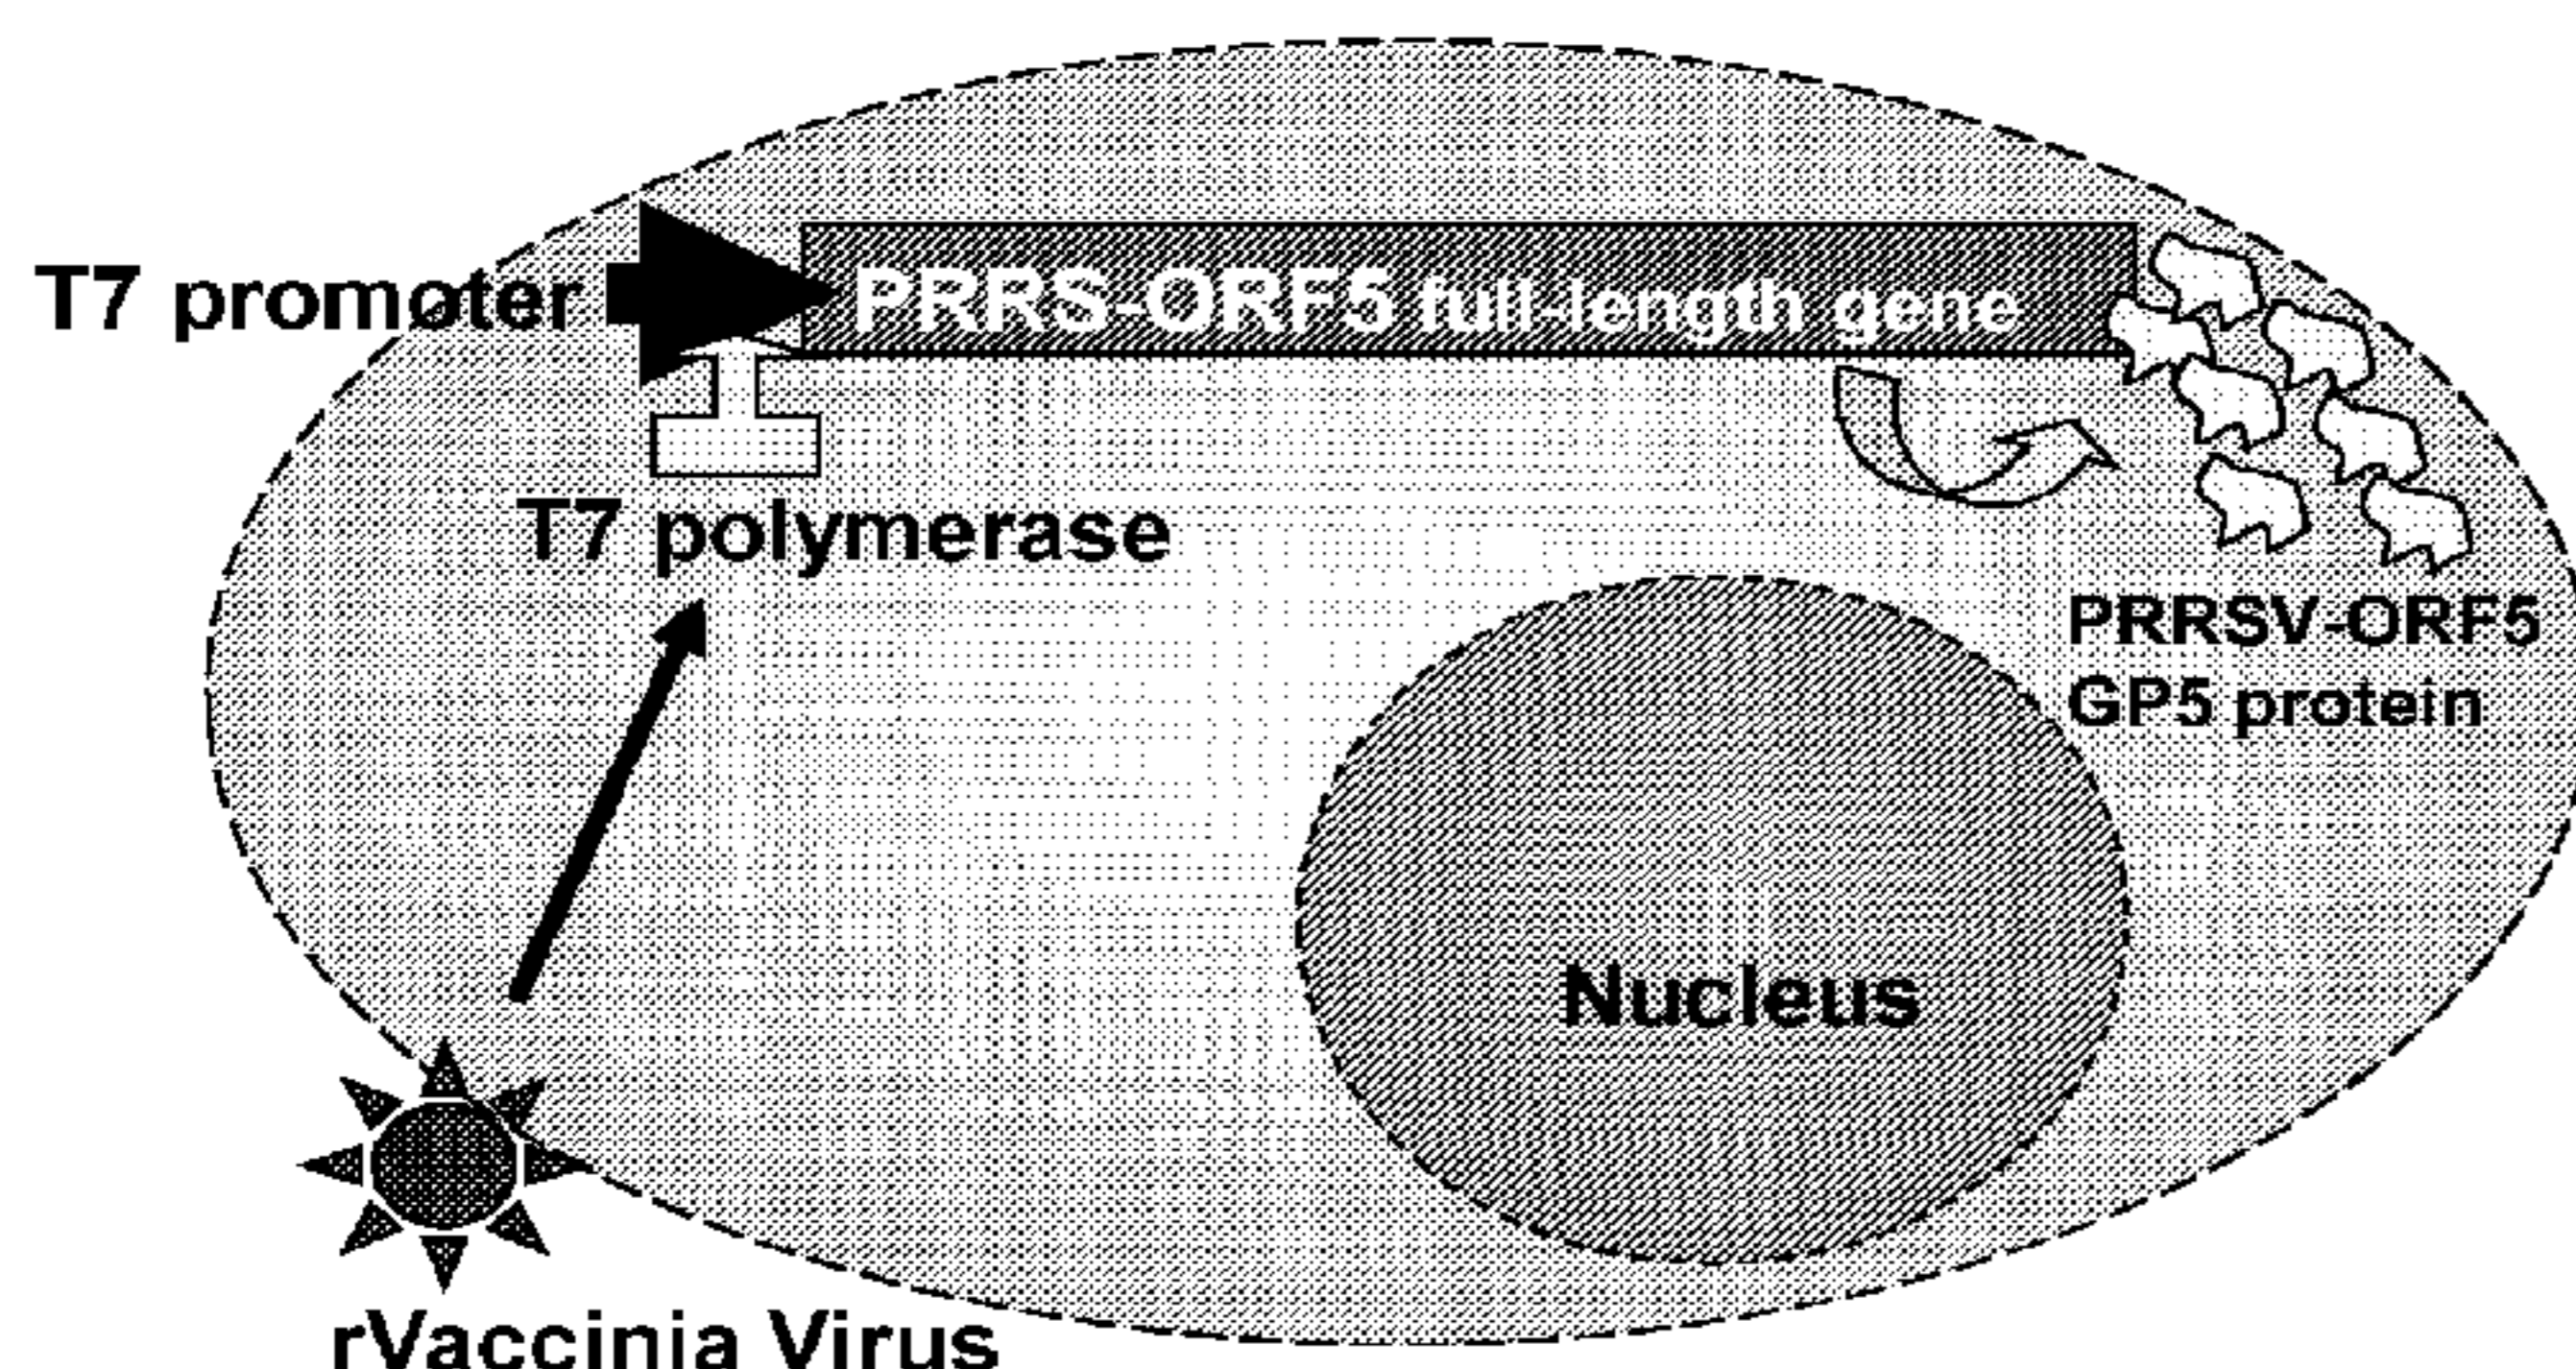 T7 promoter
PRRS-ORF5 full-length gene
T7 polymerase
PRRSV-ORF5
GP5 protein
Nucleus
rVaccinia Virus